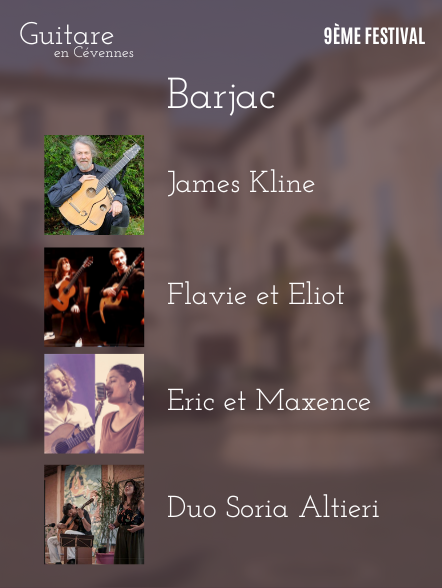 Guitare
en Cévennes
9ÈME FESTIVAL
Barjac
James Kline
Flavie et Eliot
Eric et Maxence
Duo Soria Altieri